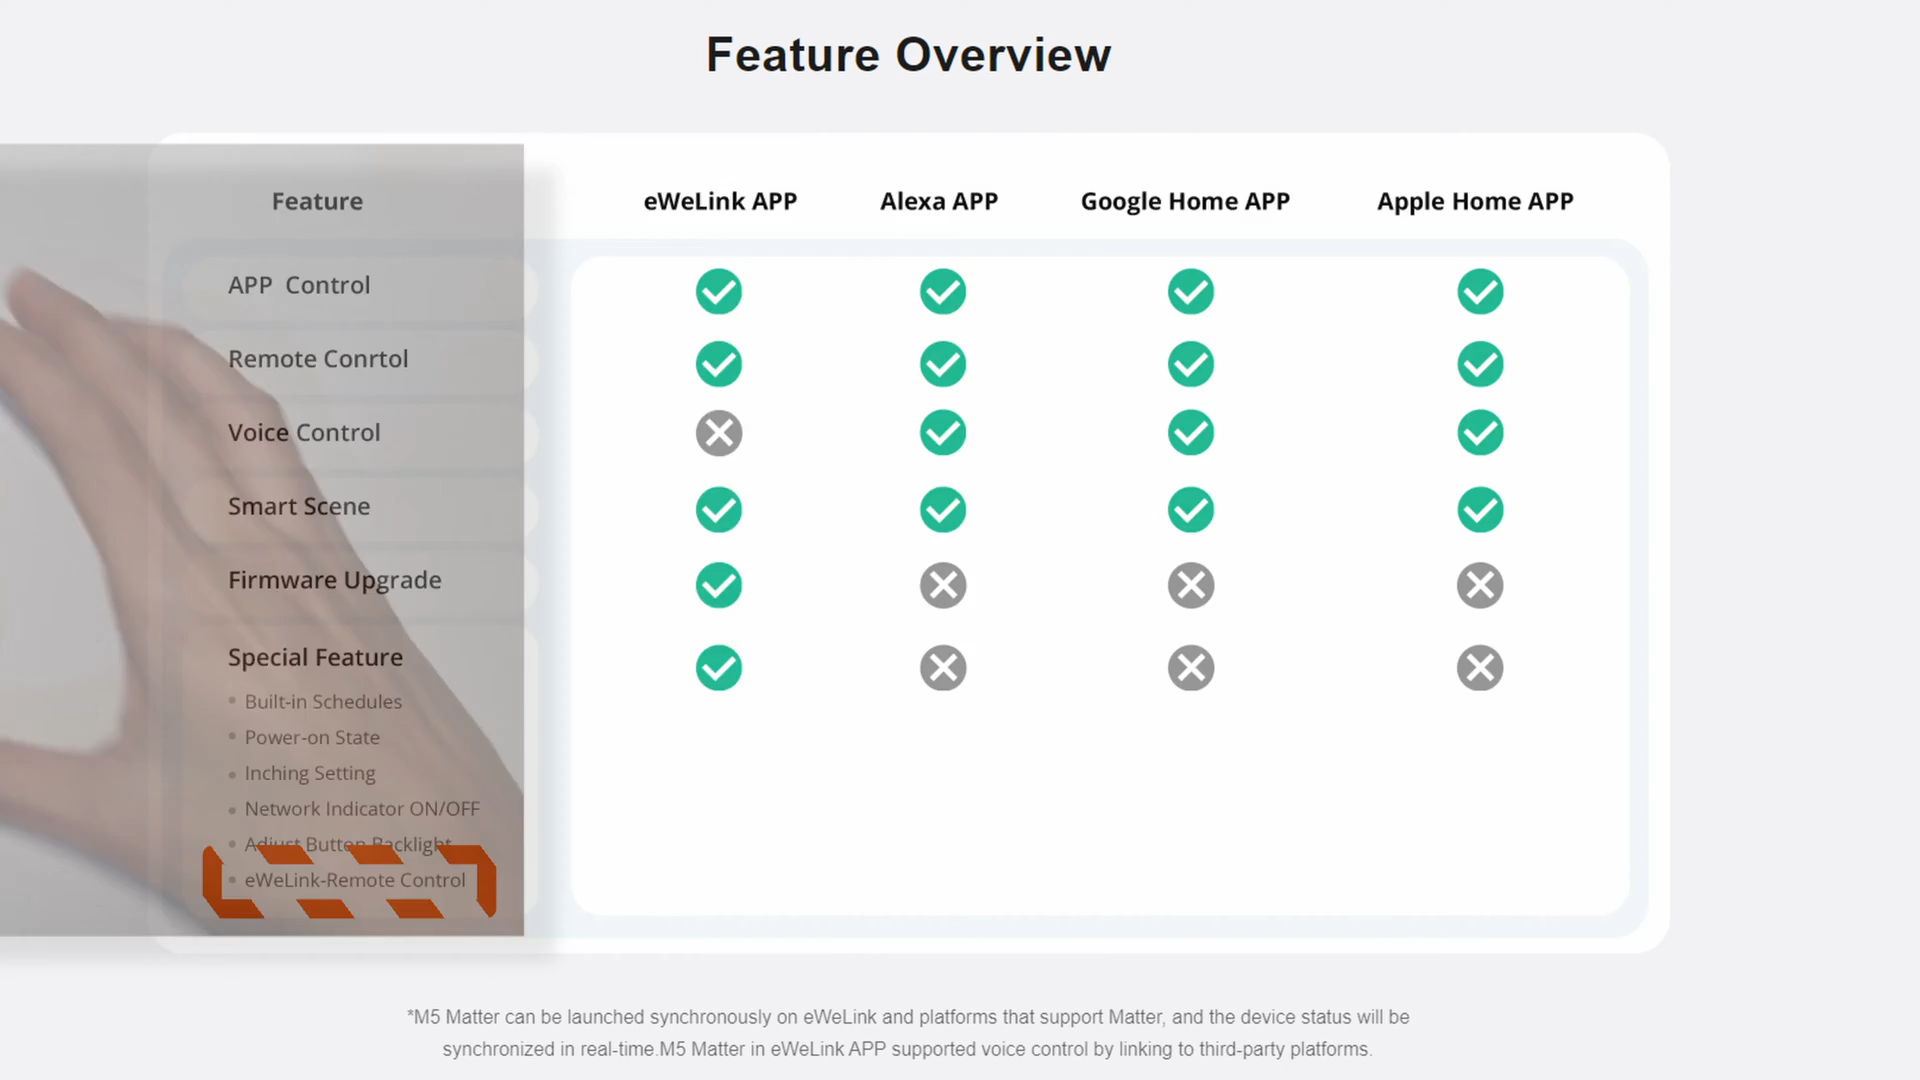 Feature Overview
Feature eWeLink APP Alexa APP Google Home APP Apple Home APP
APP Control
Remote Conrtol
Voice Control
Smart Scene
Firmware Upgrade
Special Feature
• Built-in Schedules
• Power-on State
• Inching Setting
• Network Indicator ON/OFF
• Adjust Button Backlight
• eWeLink-Remote Control
*M5 Matter can be launched synchronously on eWeLink and platforms that support Matter, and the device status will be
synchronized in real-time.M5 Matter in eWeLink APP supported voice control by linking to third-party platforms.